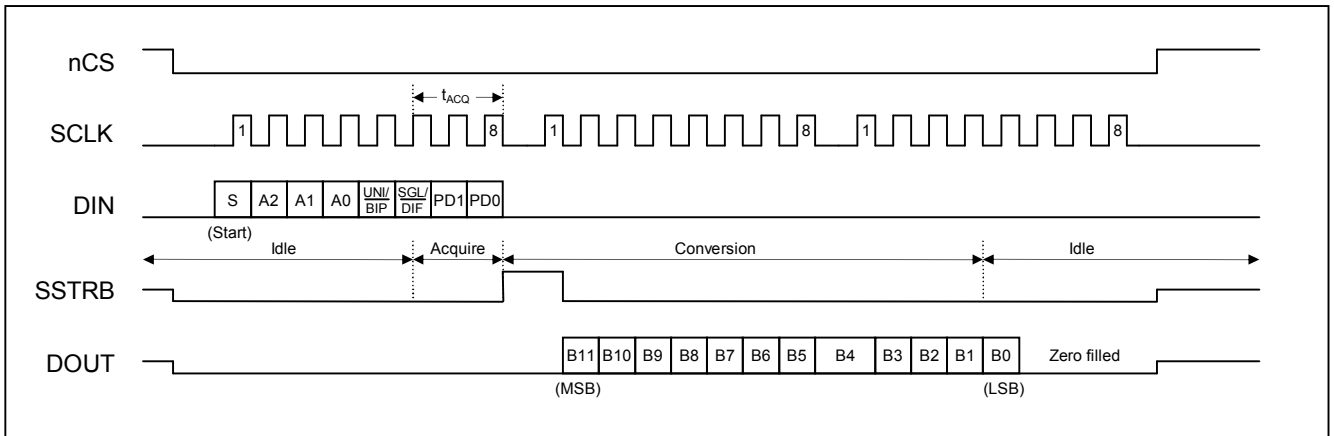 nCS
tACQ
SCLK
1 8 1 8 1 8
DIN
S A2 A1 A0 UNI/BIP SGL/DIF PD1 PD0
(Start)
Idle Acquire Conversion Idle
SSTRB
DOUT
B11 B10 B9 B8 B7 B6 B5 B4 B3 B2 B1 B0 Zero filled
(MSB) (LSB)